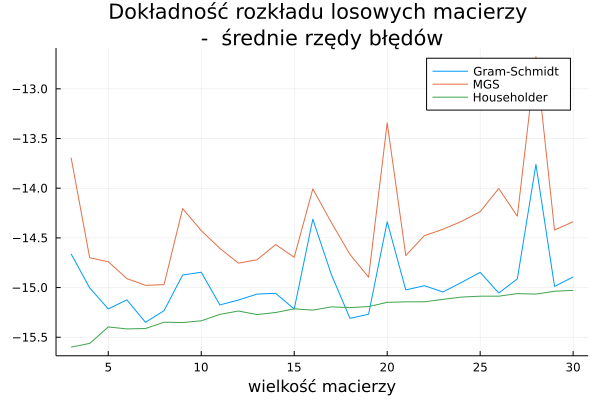 Dokładność rozkładu losowych macierzy
- średnie rzędy błędów
Gram-Schmidt
MGS
Householder
−13.0
−13.5
−14.0
−14.5
−15.0
−15.5
5
10
15
20
25
30
wielkość macierzy